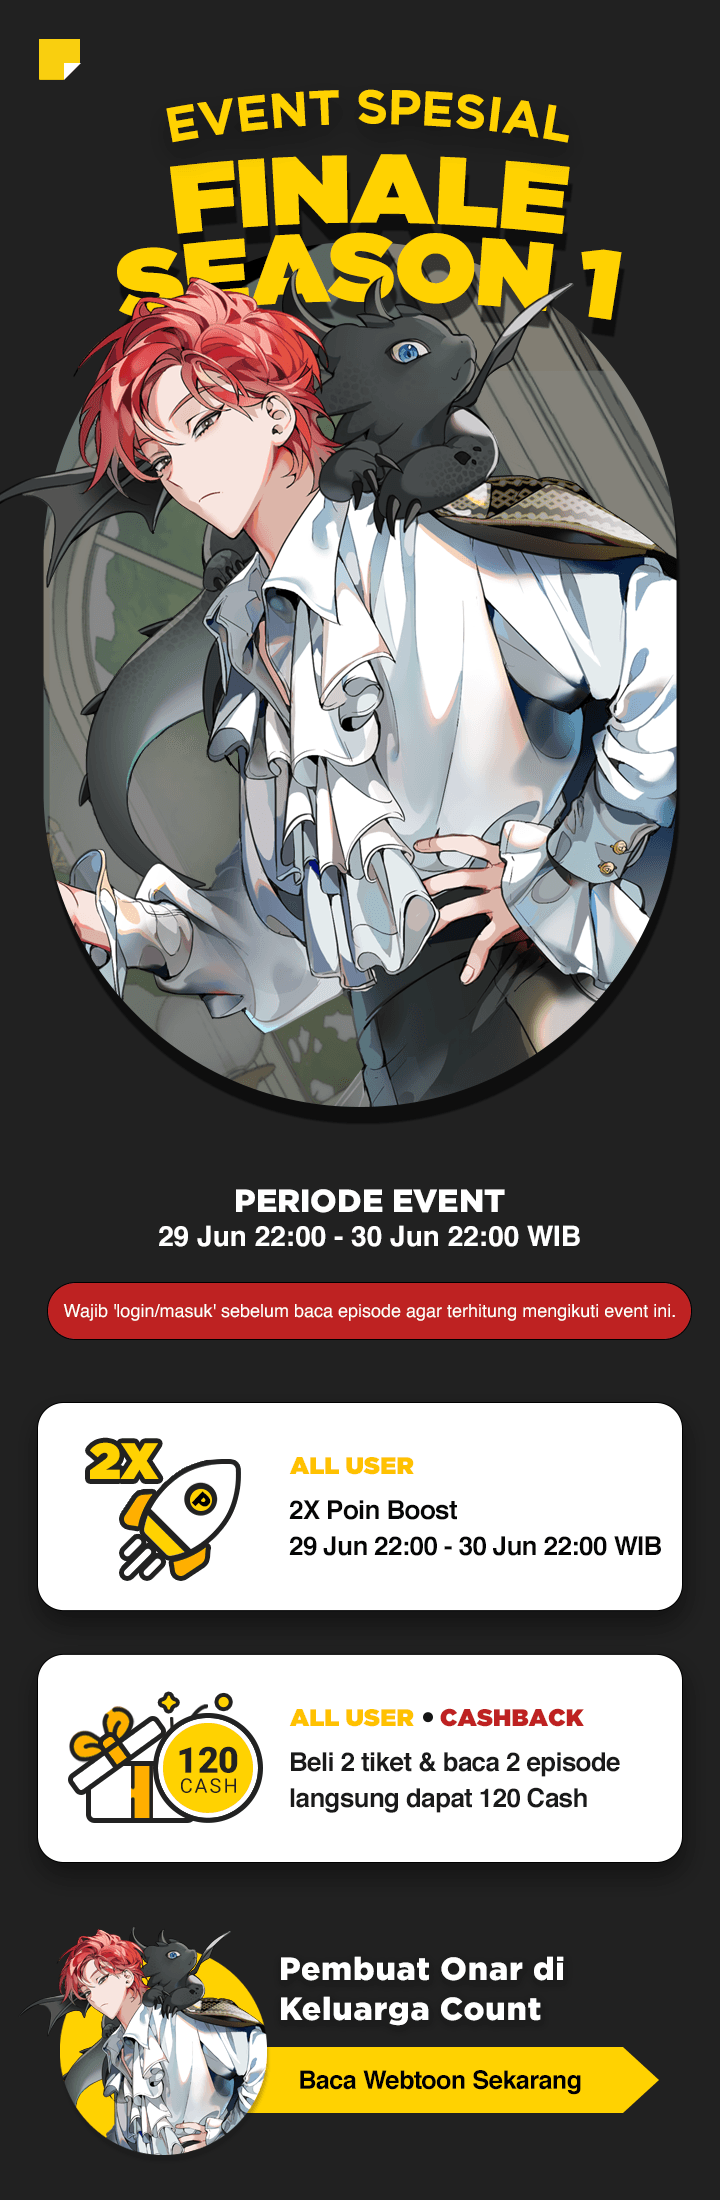 EVENT SPESIAL
FINALE
SEASON 1
PERIODE EVENT
29 Jun 22:00 - 30 Jun 22:00 WIB
Wajib 'login/masuk' sebelum baca episode agar terhitung mengikuti event ini.
2X
P
ALL USER
2X Poin Boost
29 Jun 22:00 - 30 Jun 22:00 WIB
120
CASH
ALL USER • CASHBACK
Beli 2 tiket & baca 2 episode
langsung dapat 120 Cash
Pembuat Onar di
Keluarga Count
Baca Webtoon Sekarang